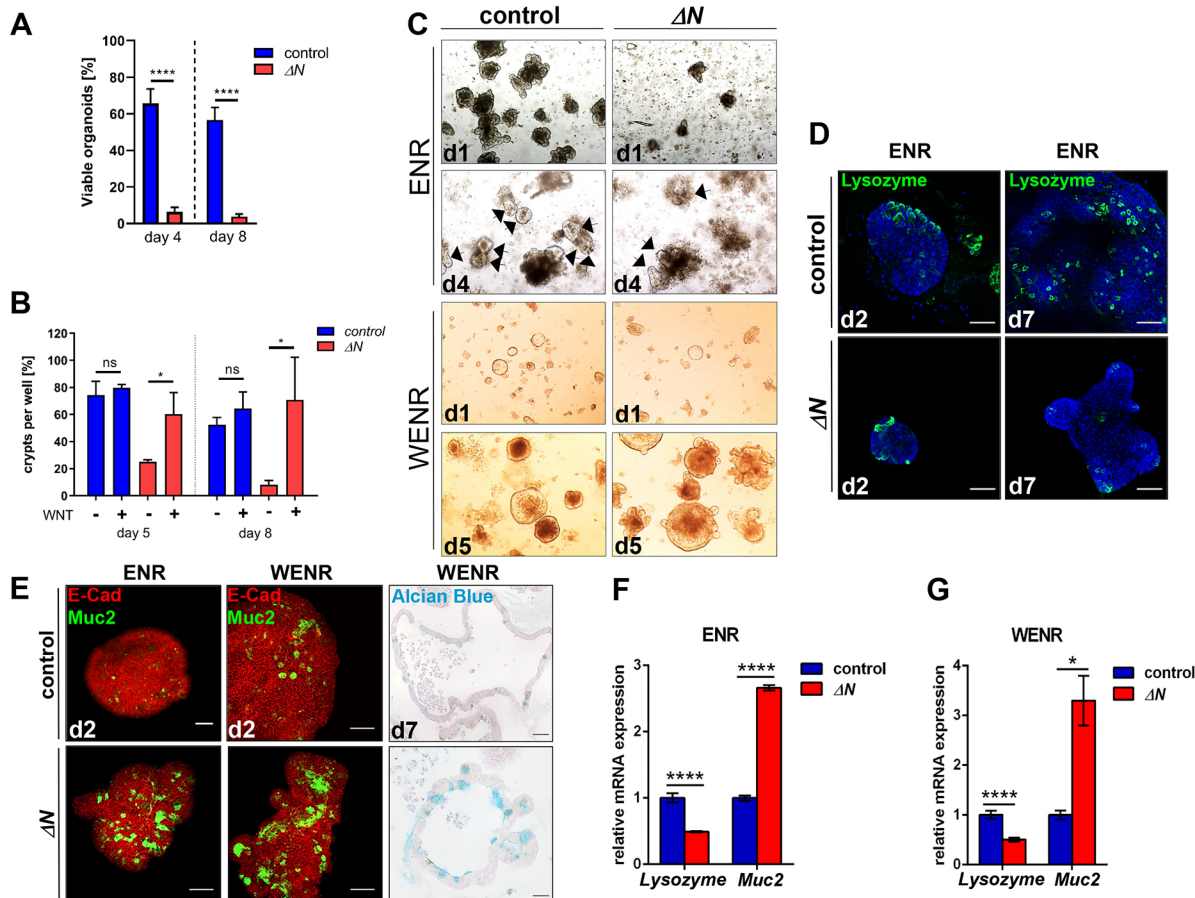 A
Viable organoids [%]
100
80
60
40
20
0
****
****
day 4
day 8
control
ΔN
B
crypts per well [%]
120
100
80
60
40
20
0
ns
*
ns
*
control
ΔN
WNT - + - + - + - +
day 5
day 8
C
control
ΔN
ENR
d1
d1
d4
d4
WENR
d1
d1
d5
d5
D
ENR
ENR
control
Lysozyme
Lysozyme
d2
d7
ΔN
d2
d7
E
ENR
WENR
WENR
control
E-Cad
Muc2
E-Cad
Muc2
Alcian Blue
d2
d2
d7
ΔN
F
ENR
relative mRNA expression
3
2
1
0
****
****
Lysozyme
Muc2
control
ΔN
G
WENR
relative mRNA expression
4
3
2
1
0
****
*
Lysozyme
Muc2
control
ΔN